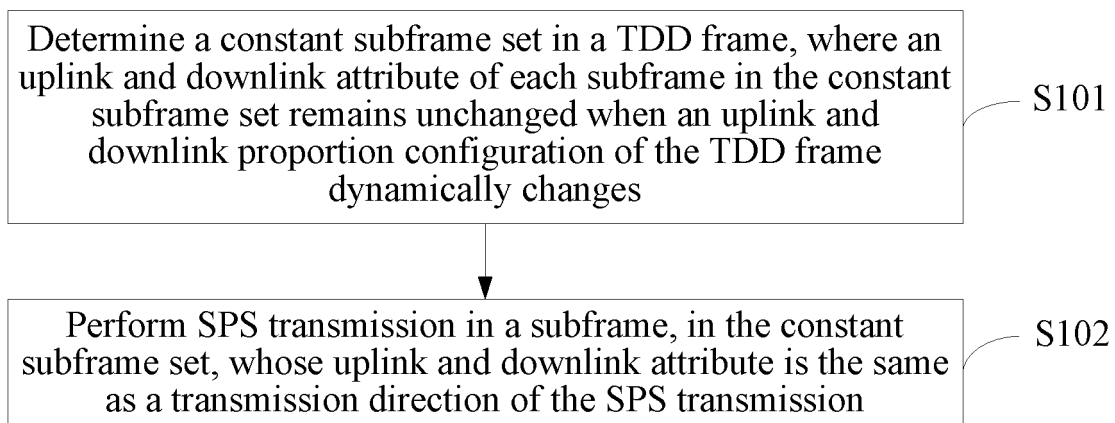 Determine a constant subframe set in a TDD frame, where an
uplink and downlink attribute of each subframe in the constant
subframe set remains unchanged when an uplink and
downlink proportion configuration of the TDD frame
dynamically changes
S101
Perform SPS transmission in a subframe, in the constant
subframe set, whose uplink and downlink attribute is the same
as a transmission direction of the SPS transmission
S102